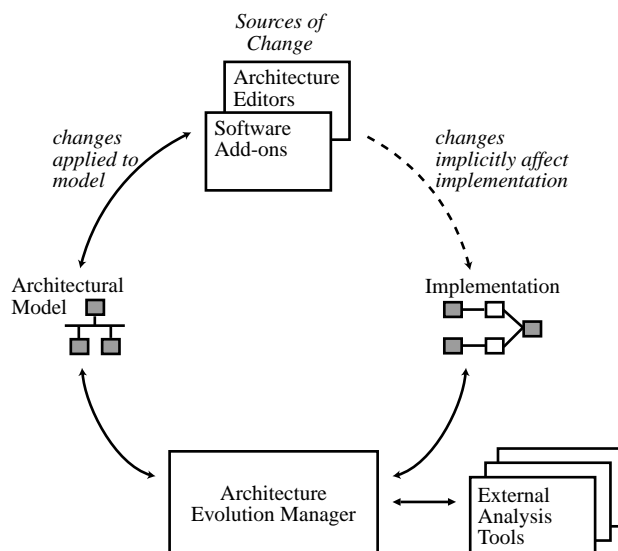 Sources of
Change
Architecture
Editors
Software
Add-ons
changes
applied to
model
changes
implicitly affect
implementation
Architectural
Model
Implementation
Architecture
Evolution Manager
External
Analysis
Tools